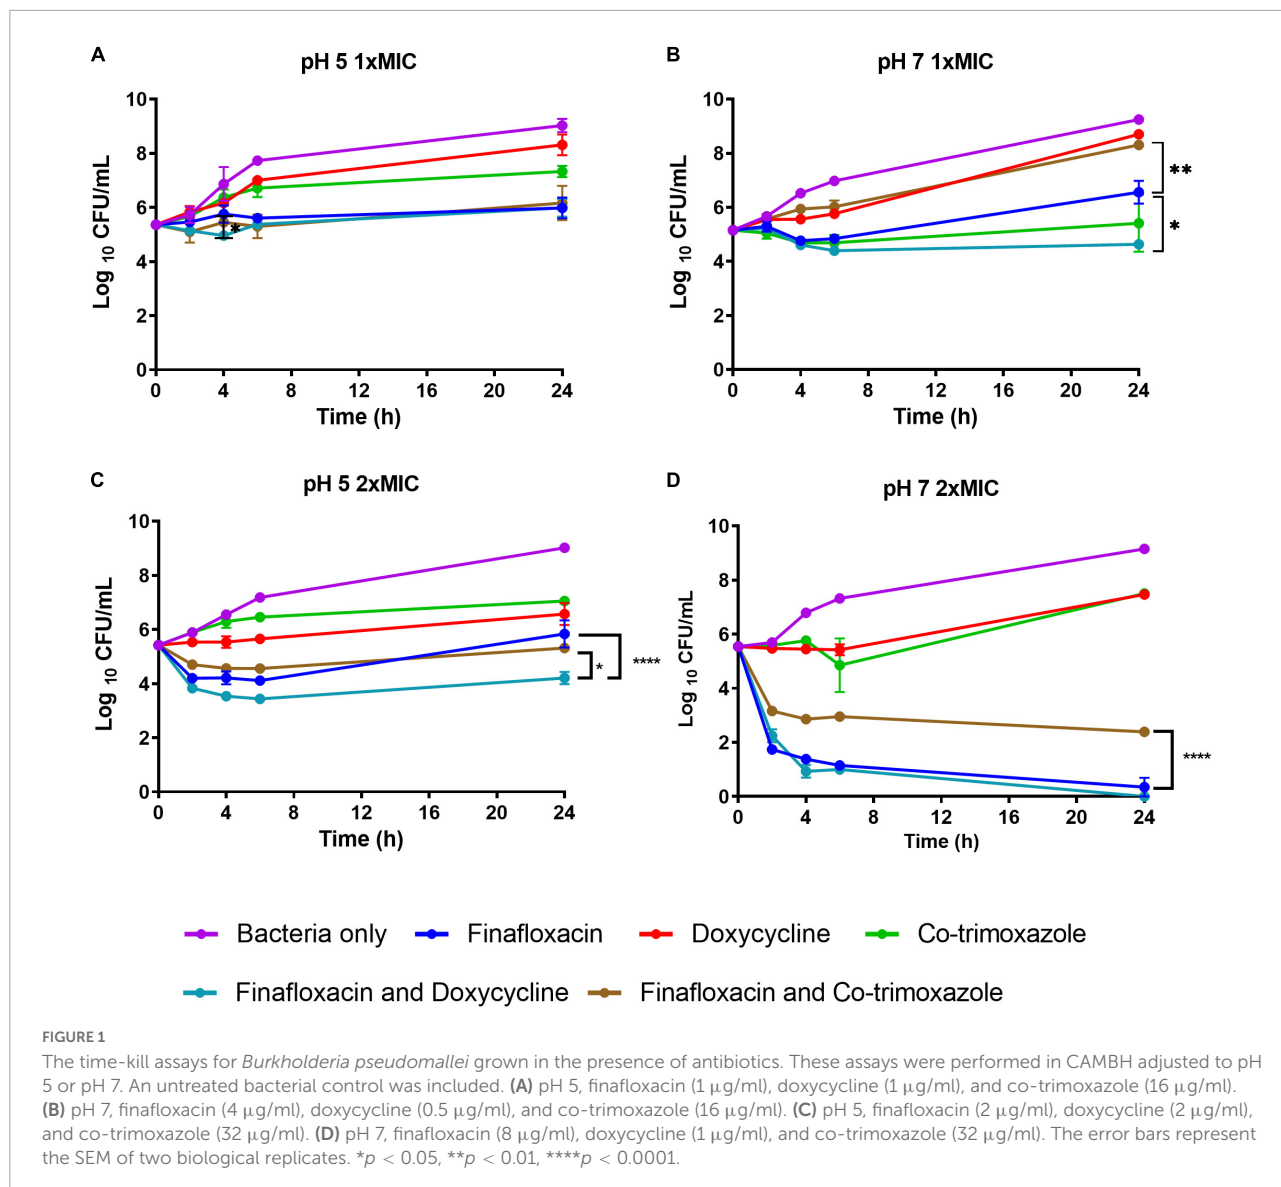 A
pH 5 1xMIC
10
8
6
4
2
0
Log 10 CFU/mL
*
0 4 8 12 16 20 24
Time (h)
B
pH 7 1xMIC
10
8
6
4
2
0
Log 10 CFU/mL
**
*
0 4 8 12 16 20 24
Time (h)
C
pH 5 2xMIC
10
8
6
4
2
0
Log 10 CFU/mL
*
****
0 4 8 12 16 20 24
Time (h)
D
pH 7 2xMIC
10
8
6
4
2
0
Log 10 CFU/mL
****
0 4 8 12 16 20 24
Time (h)
Bacteria only Finafloxacin Doxycycline Co-trimoxazole
Finafloxacin and Doxycycline Finafloxacin and Co-trimoxazole
FIGURE 1
The time-kill assays for Burkholderia pseudomallei grown in the presence of antibiotics. These assays were performed in CAMBH adjusted to pH
5 or pH 7. An untreated bacterial control was included. (A) pH 5, finafloxacin (1 μg/ml), doxycycline (1 μg/ml), and co-trimoxazole (16 μg/ml).
(B) pH 7, finafloxacin (4 μg/ml), doxycycline (0.5 μg/ml), and co-trimoxazole (16 μg/ml). (C) pH 5, finafloxacin (2 μg/ml), doxycycline (2 μg/ml),
and co-trimoxazole (32 μg/ml). (D) pH 7, finafloxacin (8 μg/ml), doxycycline (1 μg/ml), and co-trimoxazole (32 μg/ml). The error bars represent
the SEM of two biological replicates. *p < 0.05, **p < 0.01, ****p < 0.0001.